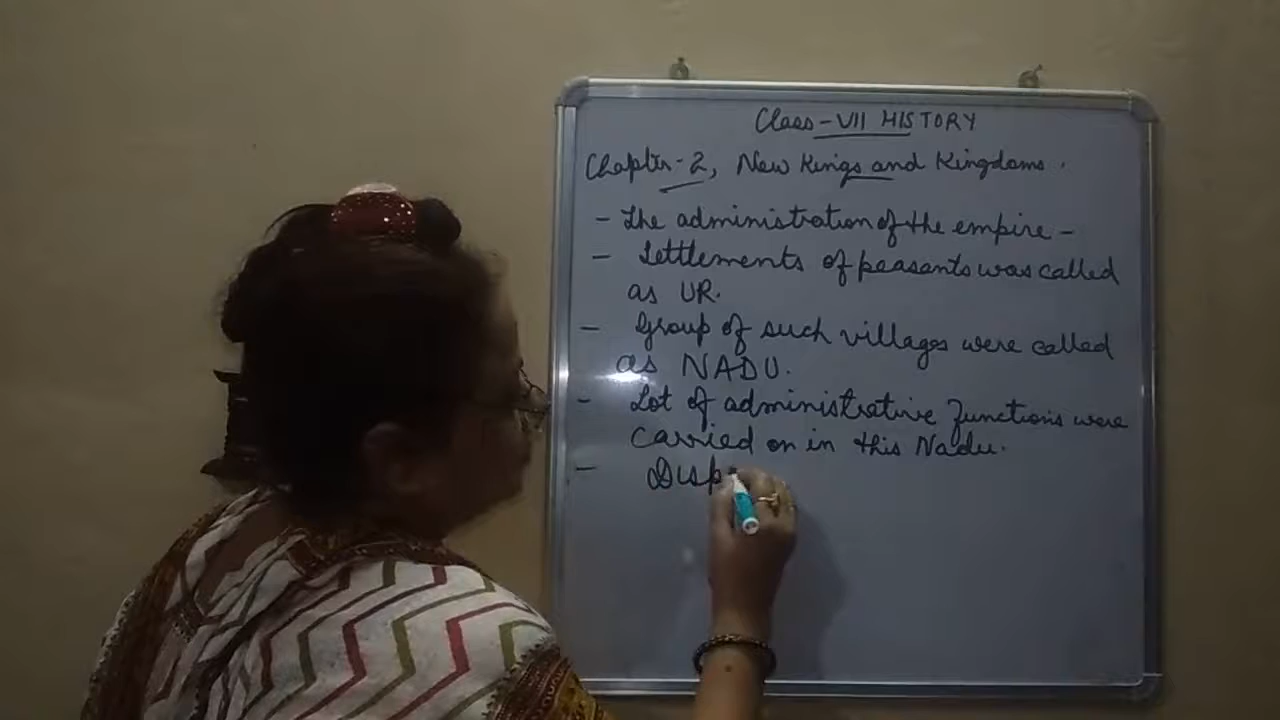 Class-VII HISTORY
Chapter-2, New Kings and Kingdoms.
- The administration of the empire -
- Settlements of peasants was called
as UR.
- Group of such villages were called
as NADU.
- Lot of administrative functions were
carried on in this Nadu.
- Disp